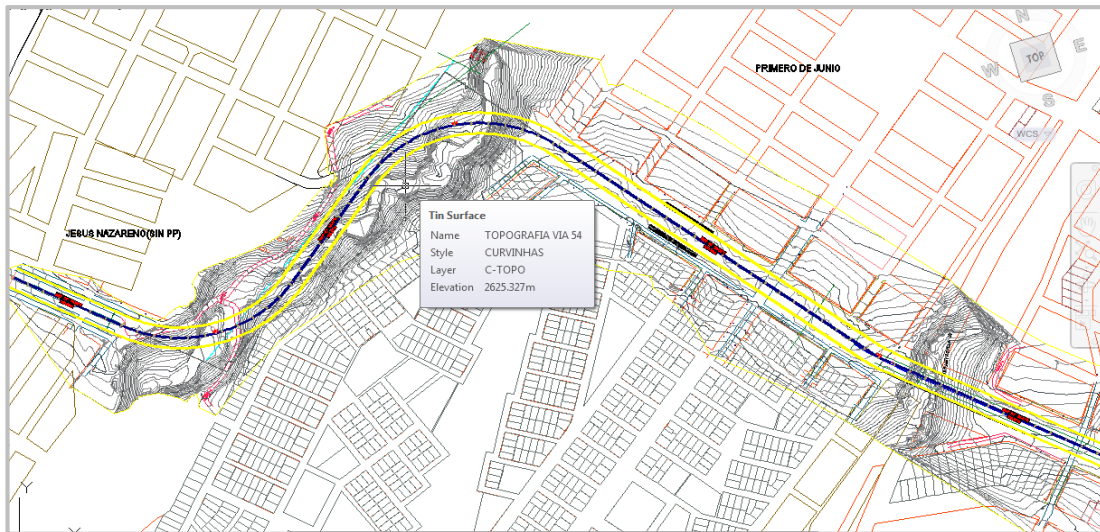 N
E
TOP
W
S
WCS
PRIMERO DE JUNIO
JESUS NAZARENO(SIN PP)
Tin Surface
Name TOPOGRAFIA VIA 54
Style CURVINHAS
Layer C-TOPO
Elevation 2625.327m
Y
X